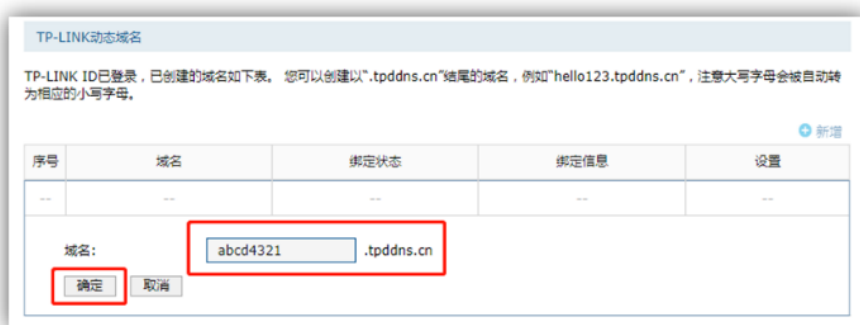 TP-LINK动态域名
TP-LINK ID已登录，已创建的域名如下表。 您可以创建以“.tpddns.cn”结尾的域名，例如“hello123.tpddns.cn”，注意大写字母会被自动转
为相应的小写字母。
新增
序号 域名 绑定状态 绑定信息 设置
-- -- -- -- --
域名: abcd4321 .tpddns.cn
确定 取消